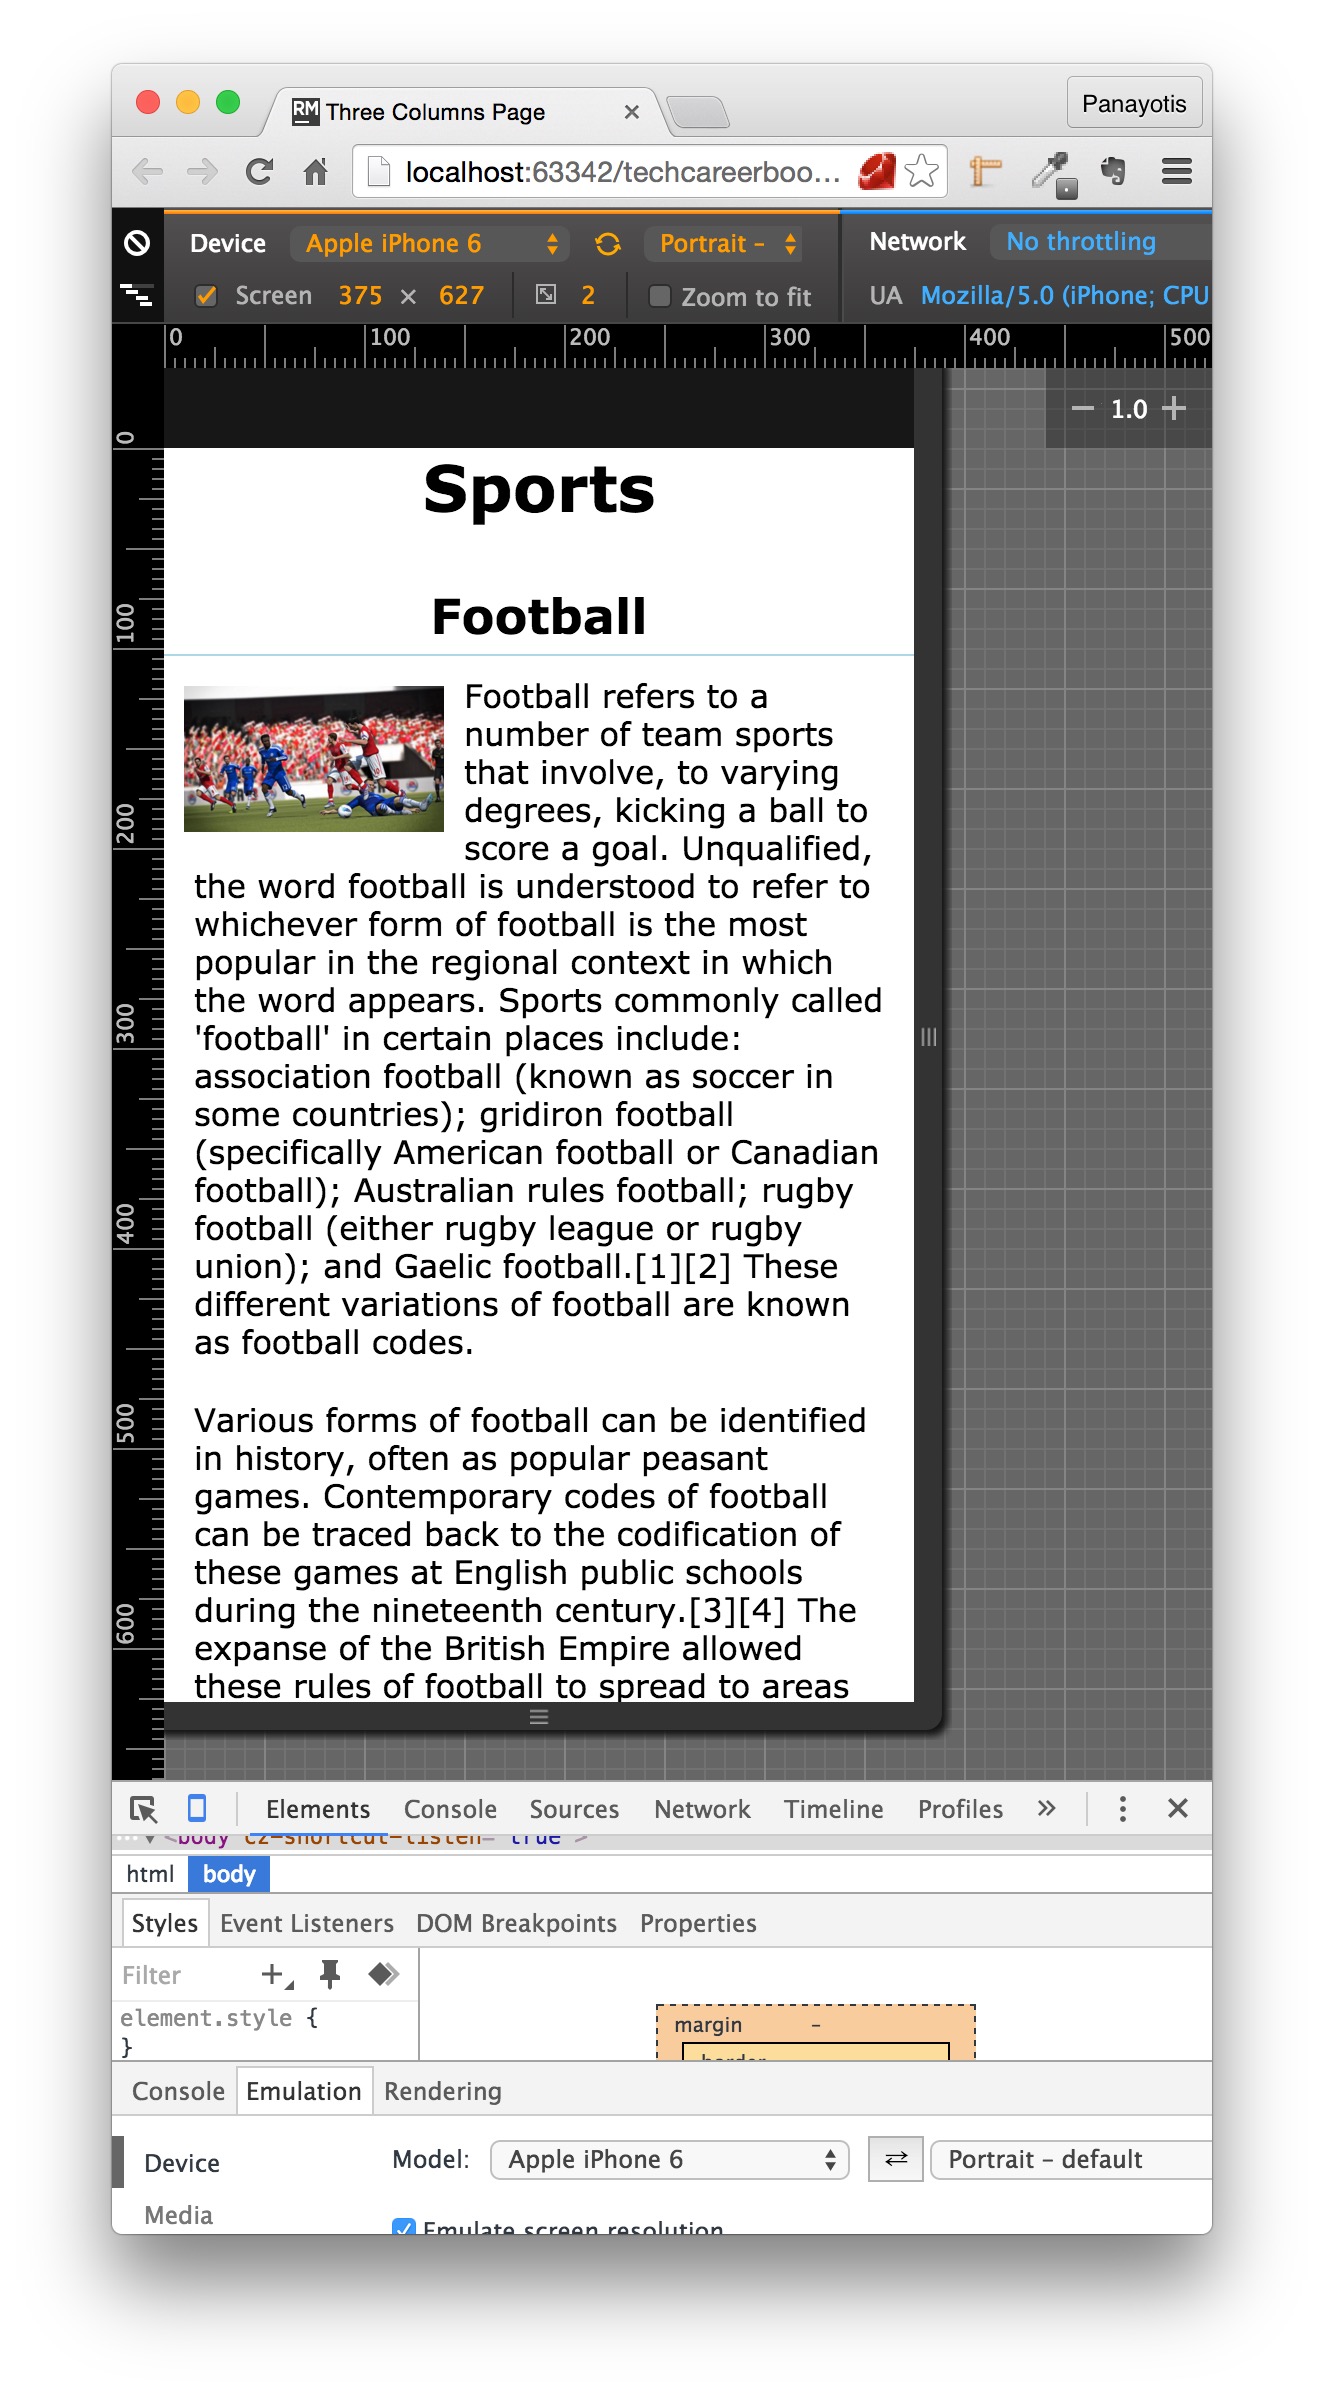 RM Three Columns Page
Panayotis
localhost:63342/techcareerboo...
Device Apple iPhone 6 Portrait –
Network No throttling
Screen 375 × 627 2 Zoom to fit
UA Mozilla/5.0 (iPhone; CPU
0 100 200 300 400 500
1.0
0
100
200
300
400
500
600
Sports
Football
Football refers to a
number of team sports
that involve, to varying
degrees, kicking a ball to
score a goal. Unqualified,
the word football is understood to refer to
whichever form of football is the most
popular in the regional context in which
the word appears. Sports commonly called
'football' in certain places include:
association football (known as soccer in
some countries); gridiron football
(specifically American football or Canadian
football); Australian rules football; rugby
football (either rugby league or rugby
union); and Gaelic football.[1][2] These
different variations of football are known
as football codes.
Various forms of football can be identified
in history, often as popular peasant
games. Contemporary codes of football
can be traced back to the codification of
these games at English public schools
during the nineteenth century.[3][4] The
expanse of the British Empire allowed
these rules of football to spread to areas
Elements Console Sources Network Timeline Profiles »
<body cz-shortcut-listen="true">
html body
Styles Event Listeners DOM Breakpoints Properties
Filter
element.style {
}
margin –
border
Console Emulation Rendering
Device
Model: Apple iPhone 6 Portrait – default
Media
Emulate screen resolution